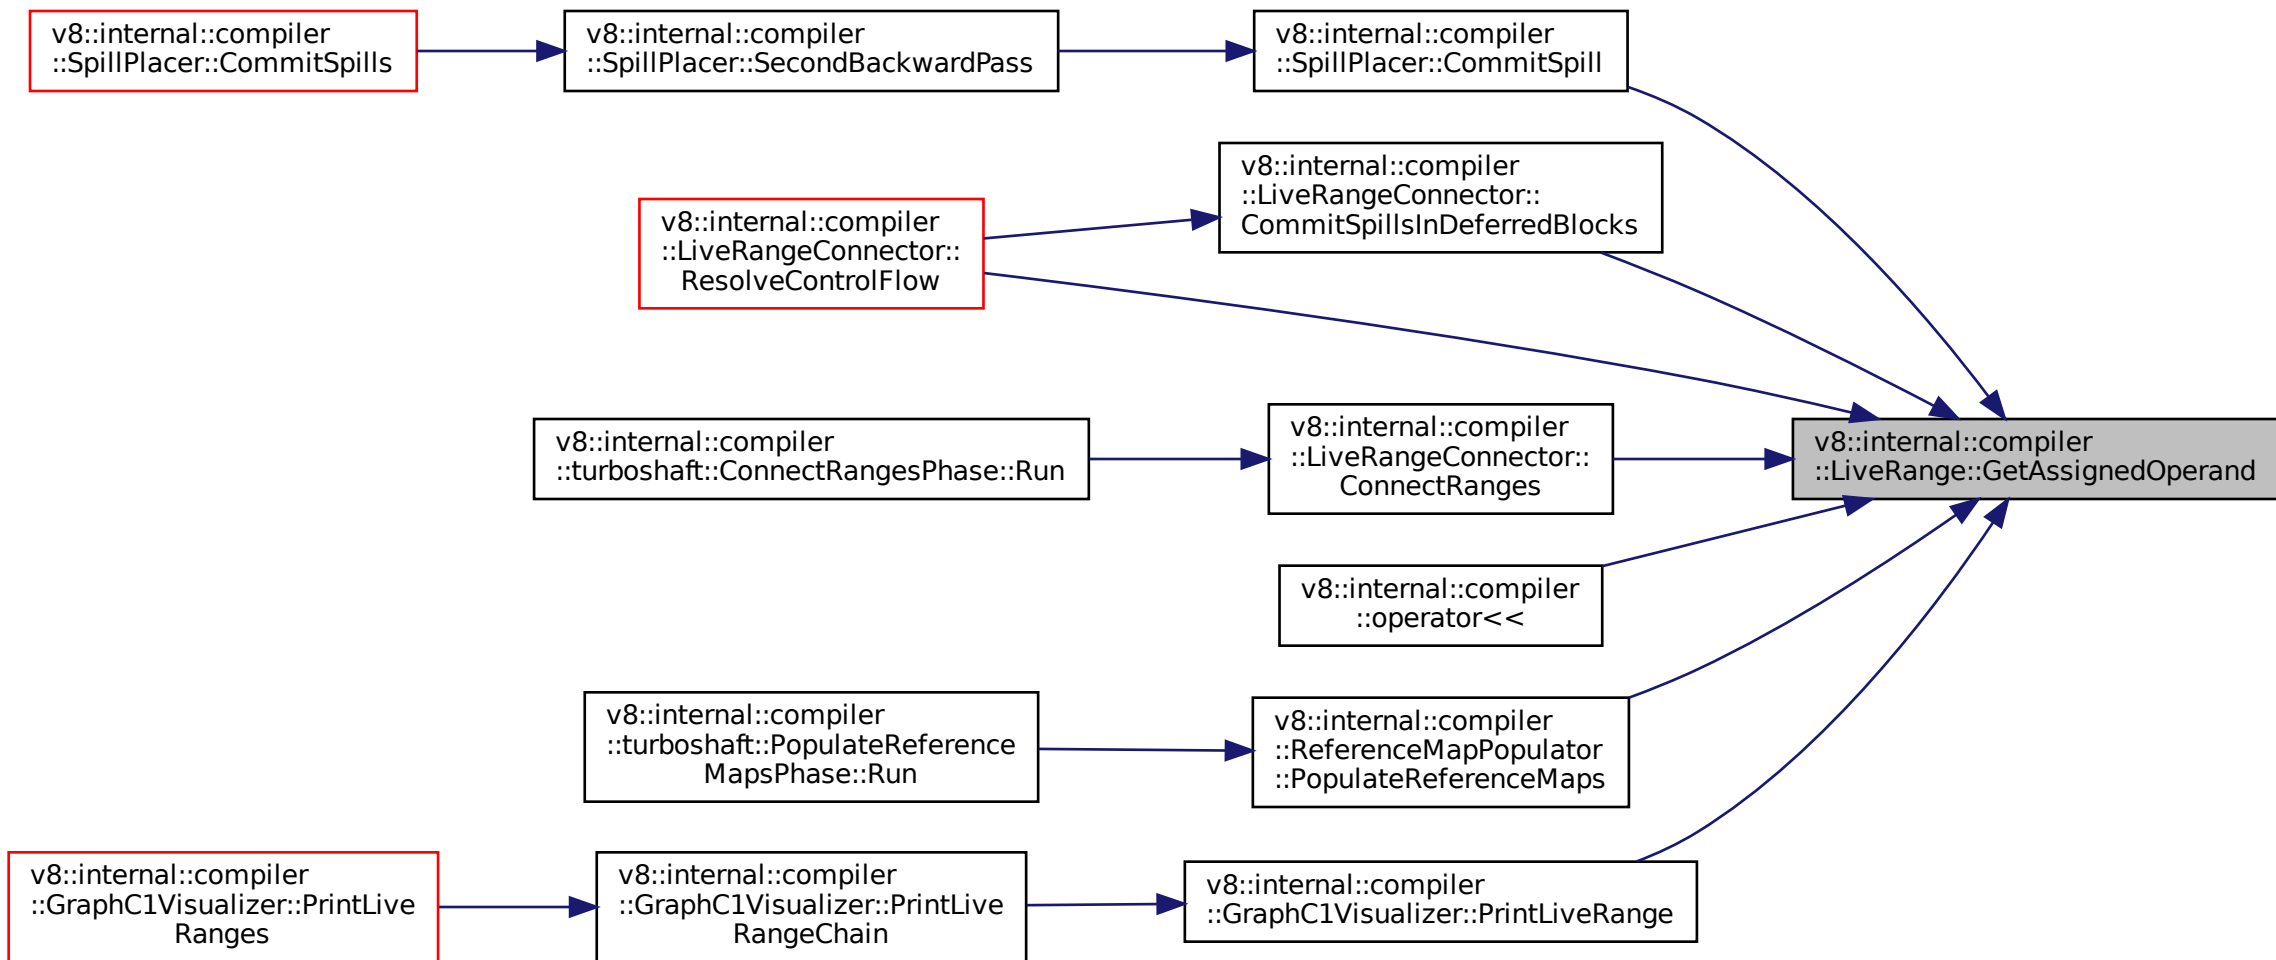 v8::internal::compiler
::SpillPlacer::CommitSpills
v8::internal::compiler
::SpillPlacer::SecondBackwardPass
v8::internal::compiler
::SpillPlacer::CommitSpill
v8::internal::compiler
::LiveRangeConnector::
CommitSpillsInDeferredBlocks
v8::internal::compiler
::LiveRangeConnector::
ResolveControlFlow
v8::internal::compiler
::turboshaft::ConnectRangesPhase::Run
v8::internal::compiler
::LiveRangeConnector::
ConnectRanges
v8::internal::compiler
::LiveRange::GetAssignedOperand
v8::internal::compiler
::operator<<
v8::internal::compiler
::turboshaft::PopulateReference
MapsPhase::Run
v8::internal::compiler
::ReferenceMapPopulator
::PopulateReferenceMaps
v8::internal::compiler
::GraphC1Visualizer::PrintLive
Ranges
v8::internal::compiler
::GraphC1Visualizer::PrintLive
RangeChain
v8::internal::compiler
::GraphC1Visualizer::PrintLiveRange